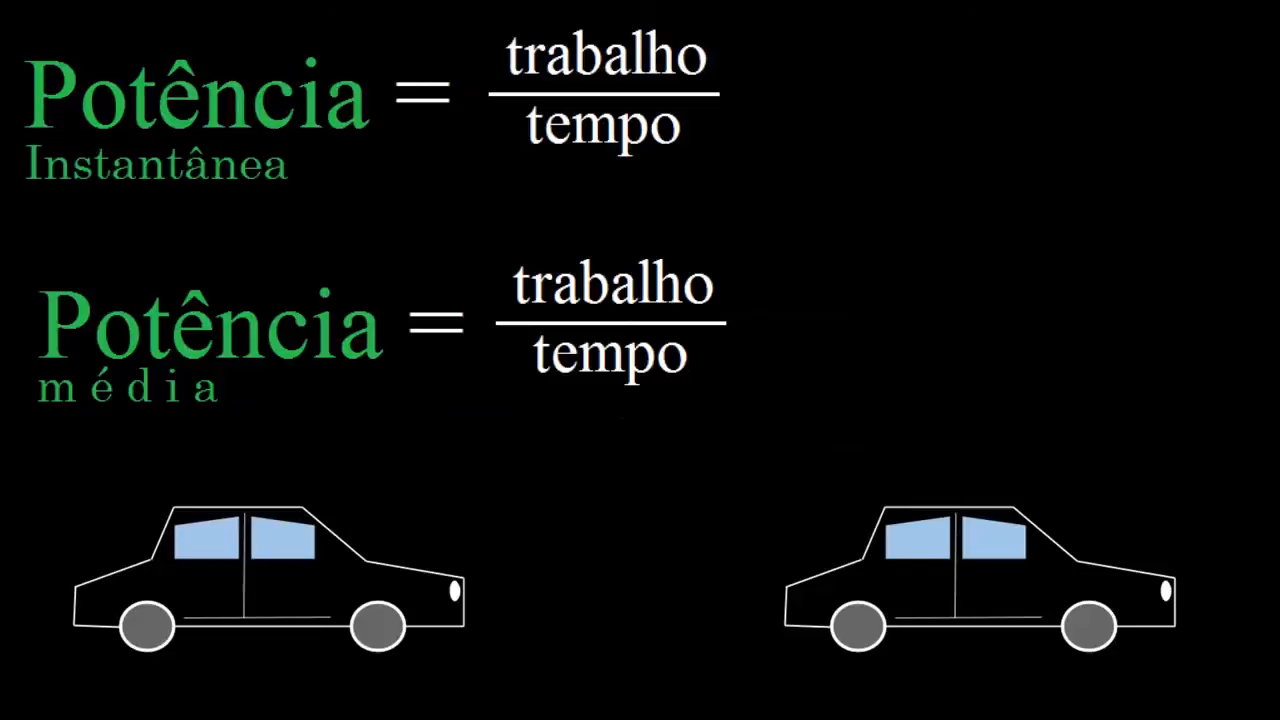 Potência = trabalho
tempo
Instantânea
Potência = trabalho
tempo
média